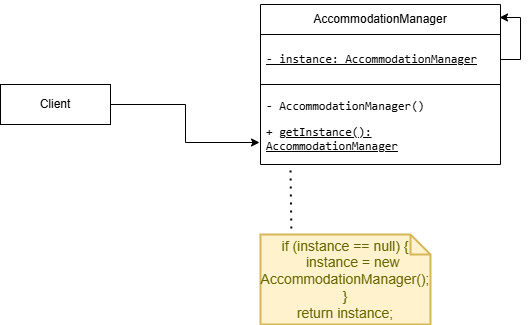 AccommodationManager
- instance: AccommodationManager
Client
- AccommodationManager()
+ getInstance():
AccommodationManager
if (instance == null) {
instance = new
AccommodationManager();
}
return instance;